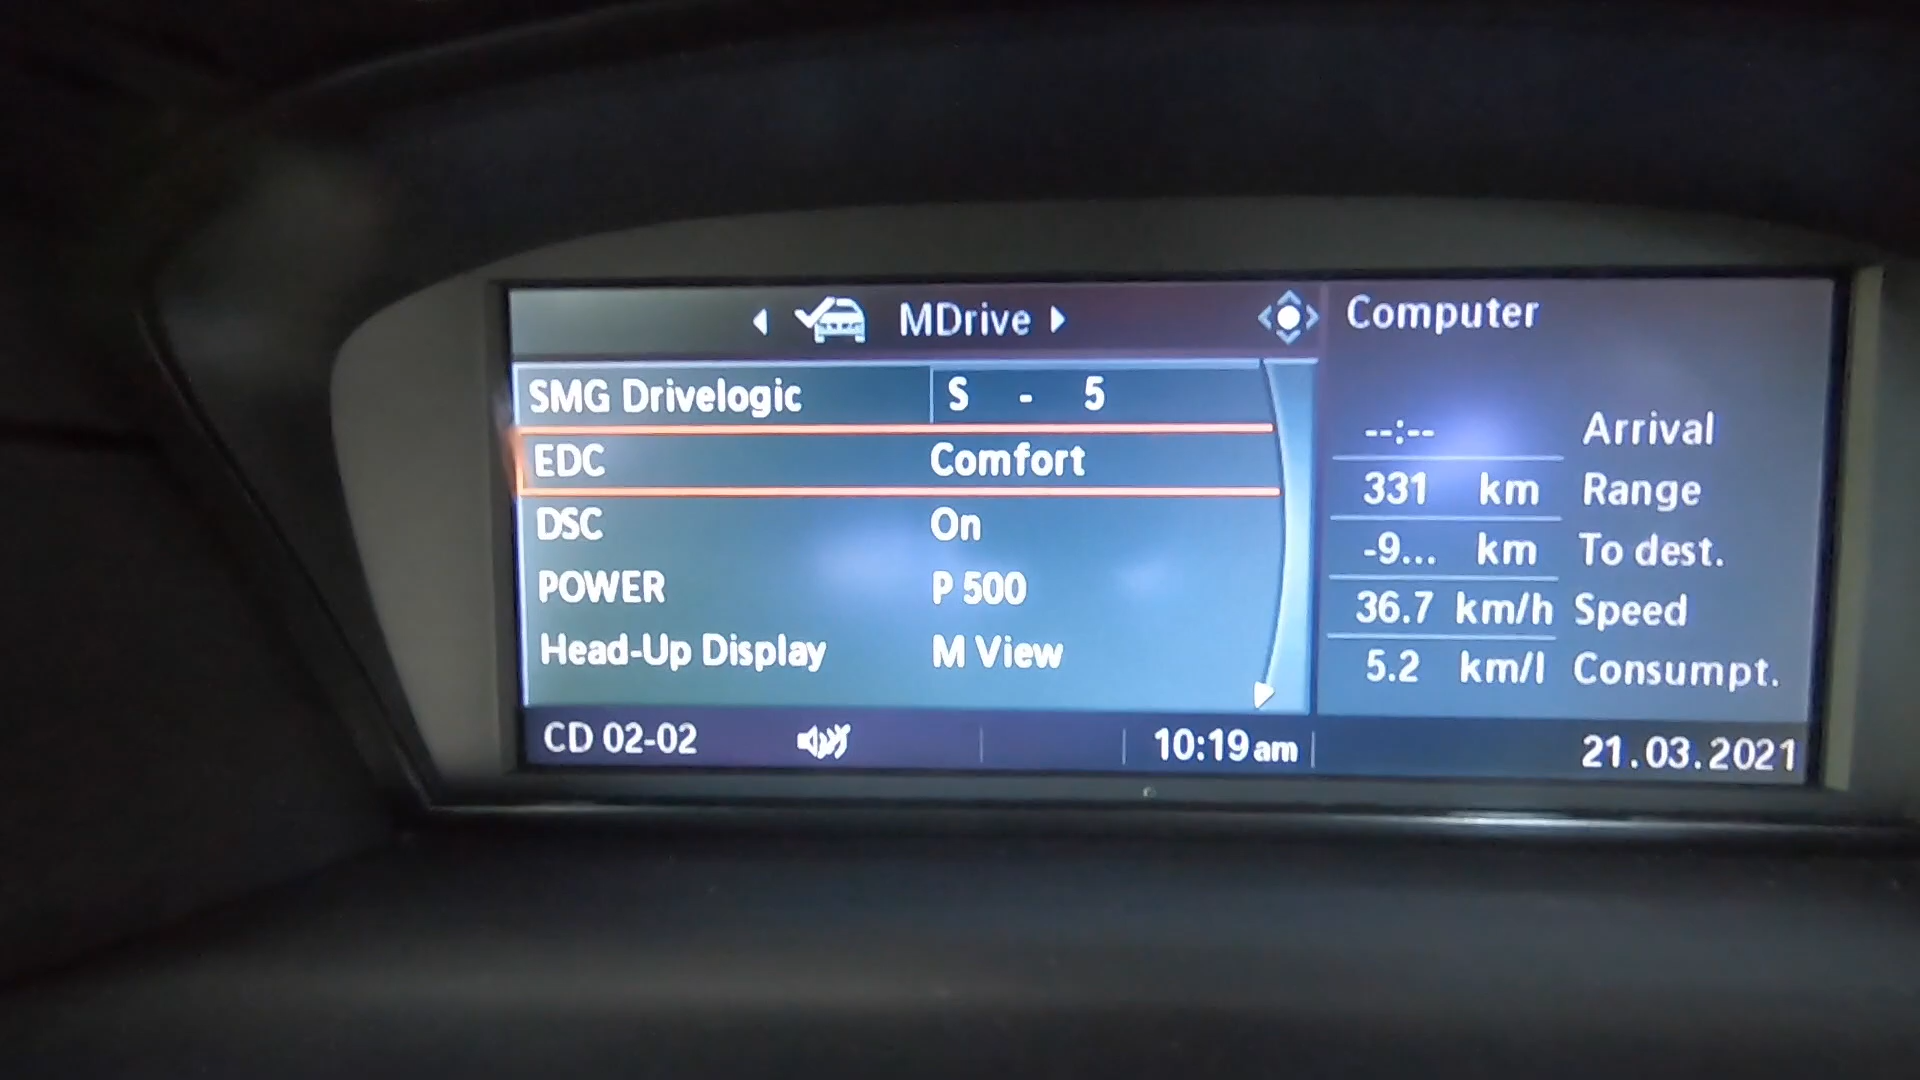 MDrive
SMG Drivelogic S - 5
EDC Comfort
DSC On
POWER P 500
Head-Up Display M View
CD 02-02 10:19am
Computer
--:-- Arrival
331 km Range
-9... km To dest.
36.7 km/h Speed
5.2 km/l Consumpt.
21.03.2021